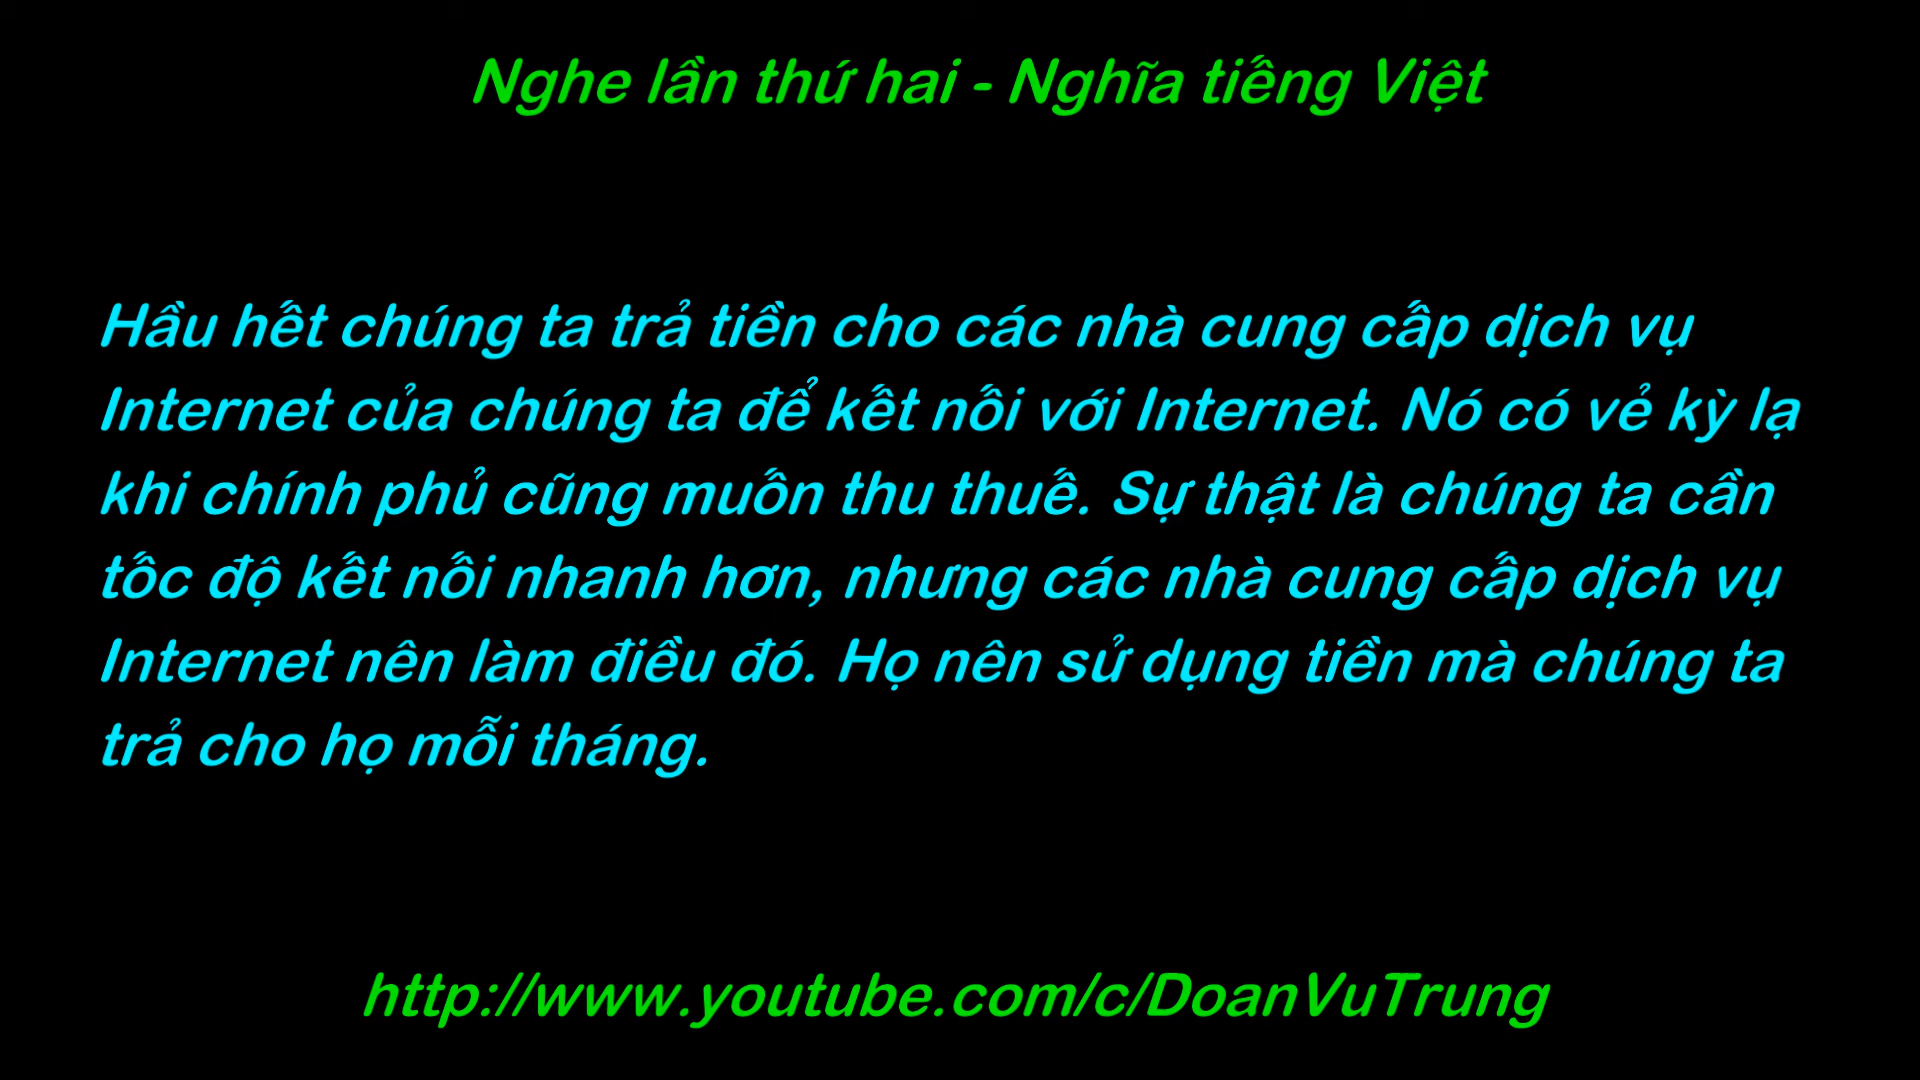 Nghe lần thứ hai - Nghĩa tiếng Việt
Hầu hết chúng ta trả tiền cho các nhà cung cấp dịch vụ
Internet của chúng ta để kết nối với Internet. Nó có vẻ kỳ lạ
khi chính phủ cũng muốn thu thuế. Sự thật là chúng ta cần
tốc độ kết nối nhanh hơn, nhưng các nhà cung cấp dịch vụ
Internet nên làm điều đó. Họ nên sử dụng tiền mà chúng ta
trả cho họ mỗi tháng.
http://www.youtube.com/c/DoanVuTrung